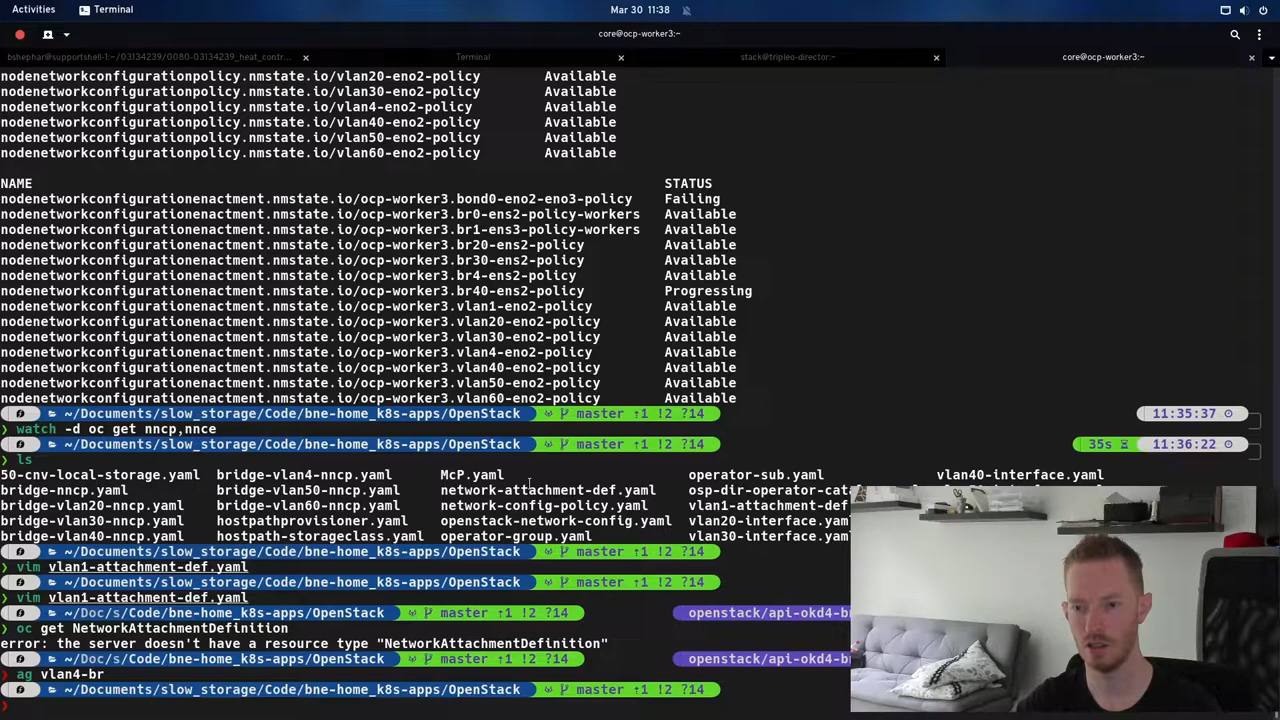 Activities Terminal Mar 30 11:38
core@ocp-worker3:~
bshephar@supportshell-1:~/03134239/0080-03134239_heat_contr... Terminal stack@tripleo-director:~ core@ocp-worker3:~
nodenetworkconfigurationpolicy.nmstate.io/vlan20-eno2-policy Available
nodenetworkconfigurationpolicy.nmstate.io/vlan30-eno2-policy Available
nodenetworkconfigurationpolicy.nmstate.io/vlan4-eno2-policy Available
nodenetworkconfigurationpolicy.nmstate.io/vlan40-eno2-policy Available
nodenetworkconfigurationpolicy.nmstate.io/vlan50-eno2-policy Available
nodenetworkconfigurationpolicy.nmstate.io/vlan60-eno2-policy Available
NAME STATUS
nodenetworkconfigurationenactment.nmstate.io/ocp-worker3.bond0-eno2-eno3-policy Failing
nodenetworkconfigurationenactment.nmstate.io/ocp-worker3.br0-ens2-policy-workers Available
nodenetworkconfigurationenactment.nmstate.io/ocp-worker3.br1-ens3-policy-workers Available
nodenetworkconfigurationenactment.nmstate.io/ocp-worker3.br20-ens2-policy Available
nodenetworkconfigurationenactment.nmstate.io/ocp-worker3.br30-ens2-policy Available
nodenetworkconfigurationenactment.nmstate.io/ocp-worker3.br4-ens2-policy Available
nodenetworkconfigurationenactment.nmstate.io/ocp-worker3.br40-ens2-policy Progressing
nodenetworkconfigurationenactment.nmstate.io/ocp-worker3.vlan1-eno2-policy Available
nodenetworkconfigurationenactment.nmstate.io/ocp-worker3.vlan20-eno2-policy Available
nodenetworkconfigurationenactment.nmstate.io/ocp-worker3.vlan30-eno2-policy Available
nodenetworkconfigurationenactment.nmstate.io/ocp-worker3.vlan4-eno2-policy Available
nodenetworkconfigurationenactment.nmstate.io/ocp-worker3.vlan40-eno2-policy Available
nodenetworkconfigurationenactment.nmstate.io/ocp-worker3.vlan50-eno2-policy Available
nodenetworkconfigurationenactment.nmstate.io/ocp-worker3.vlan60-eno2-policy Available
~/Documents/slow_storage/Code/bne-home_k8s-apps/OpenStack master ↑1 !2 ?14 11:35:37
❯ watch -d oc get nncp,nnce
~/Documents/slow_storage/Code/bne-home_k8s-apps/OpenStack master ↑1 !2 ?14 35s 11:36:22
❯ ls
50-cnv-local-storage.yaml bridge-vlan4-nncp.yaml McP.yaml operator-sub.yaml vlan40-interface.yaml
bridge-nncp.yaml bridge-vlan50-nncp.yaml network-attachment-def.yaml osp-dir-operator-cata
bridge-vlan20-nncp.yaml bridge-vlan60-nncp.yaml network-config-policy.yaml vlan1-attachment-def
bridge-vlan30-nncp.yaml hostpathprovisioner.yaml openstack-network-config.yaml vlan20-interface.yaml
bridge-vlan40-nncp.yaml hostpath-storageclass.yaml operator-group.yaml vlan30-interface.yaml
~/Documents/slow_storage/Code/bne-home_k8s-apps/OpenStack master ↑1 !2 ?14
❯ vim vlan1-attachment-def.yaml
~/Documents/slow_storage/Code/bne-home_k8s-apps/OpenStack master ↑1 !2 ?14
❯ vim vlan1-attachment-def.yaml
~/Doc/s/Code/bne-home_k8s-apps/OpenStack master ↑1 !2 ?14 openstack/api-okd4-br
❯ oc get NetworkAttachmentDefinition
error: the server doesn't have a resource type "NetworkAttachmentDefinition"
~/Doc/s/Code/bne-home_k8s-apps/OpenStack master ↑1 !2 ?14 openstack/api-okd4-br
❯ ag vlan4-br
~/Documents/slow_storage/Code/bne-home_k8s-apps/OpenStack master ↑1 !2 ?14
❯